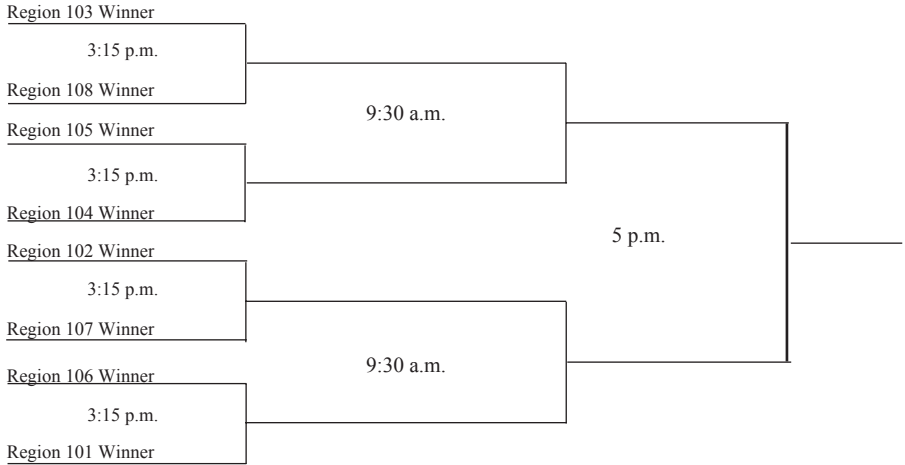 Region 103 Winner
3:15 p.m.
Region 108 Winner
9:30 a.m.
Region 105 Winner
3:15 p.m.
Region 104 Winner
5 p.m.
Region 102 Winner
3:15 p.m.
Region 107 Winner
9:30 a.m.
Region 106 Winner
3:15 p.m.
Region 101 Winner